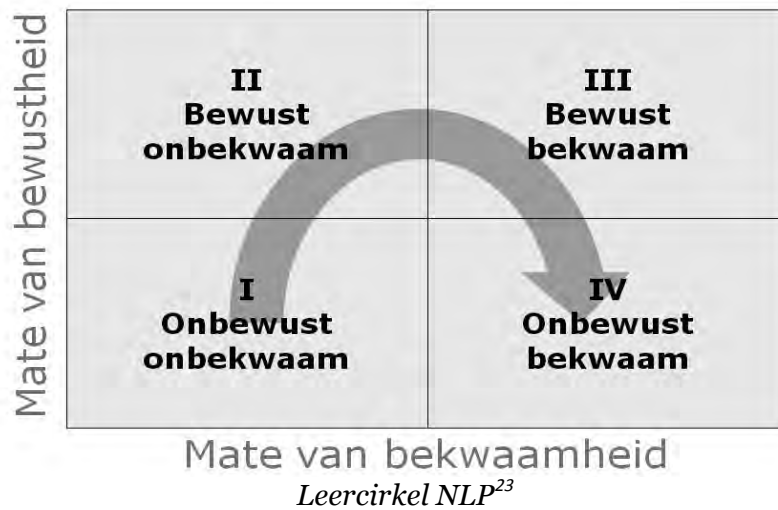 Mate van bewustheid
II
Bewust
onbekwaam
III
Bewust
bekwaam
I
Onbewust
onbekwaam
IV
Onbewust
bekwaam
Mate van bekwaamheid
Leercirkel NLP23